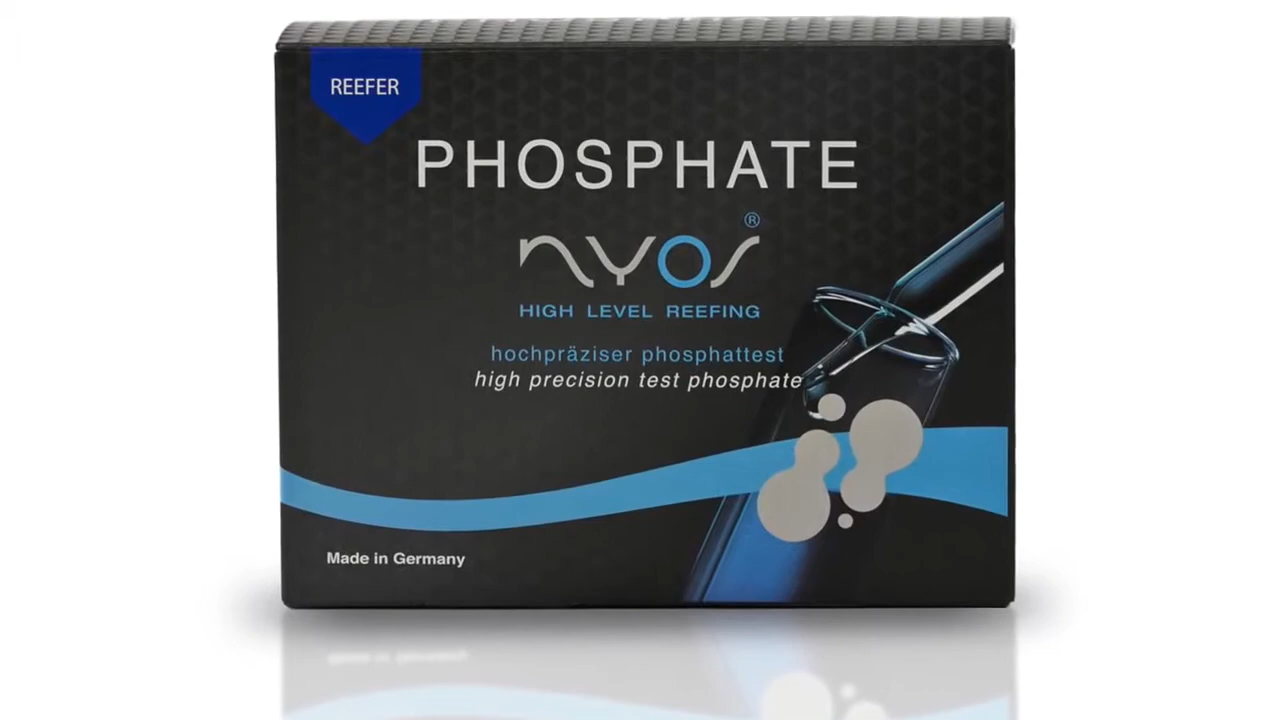 REEFER
PHOSPHATE
nyos®
HIGH LEVEL REEFING
hochpräziser phosphattest
high precision test phosphate
Made in Germany